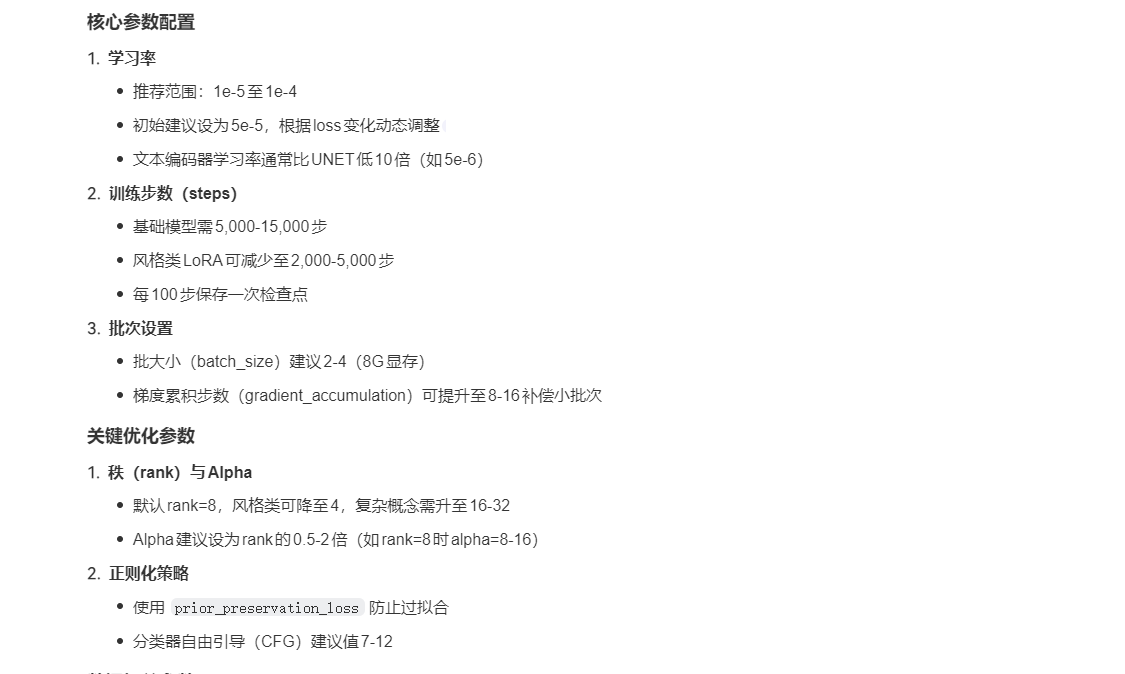 核心参数配置
1. 学习率
• 推荐范围：1e-5至1e-4
• 初始建议设为5e-5，根据loss变化动态调整
• 文本编码器学习率通常比UNET低10倍（如5e-6）
2. 训练步数（steps）
• 基础模型需5,000-15,000步
• 风格类LoRA可减少至2,000-5,000步
• 每100步保存一次检查点
3. 批次设置
• 批大小（batch_size）建议2-4（8G显存）
• 梯度累积步数（gradient_accumulation）可提升至8-16补偿小批次
关键优化参数
1. 秩（rank）与Alpha
• 默认rank=8，风格类可降至4，复杂概念需升至16-32
• Alpha建议设为rank的0.5-2倍（如rank=8时alpha=8-16）
2. 正则化策略
• 使用 prior_preservation_loss 防止过拟合
• 分类器自由引导（CFG）建议值7-12